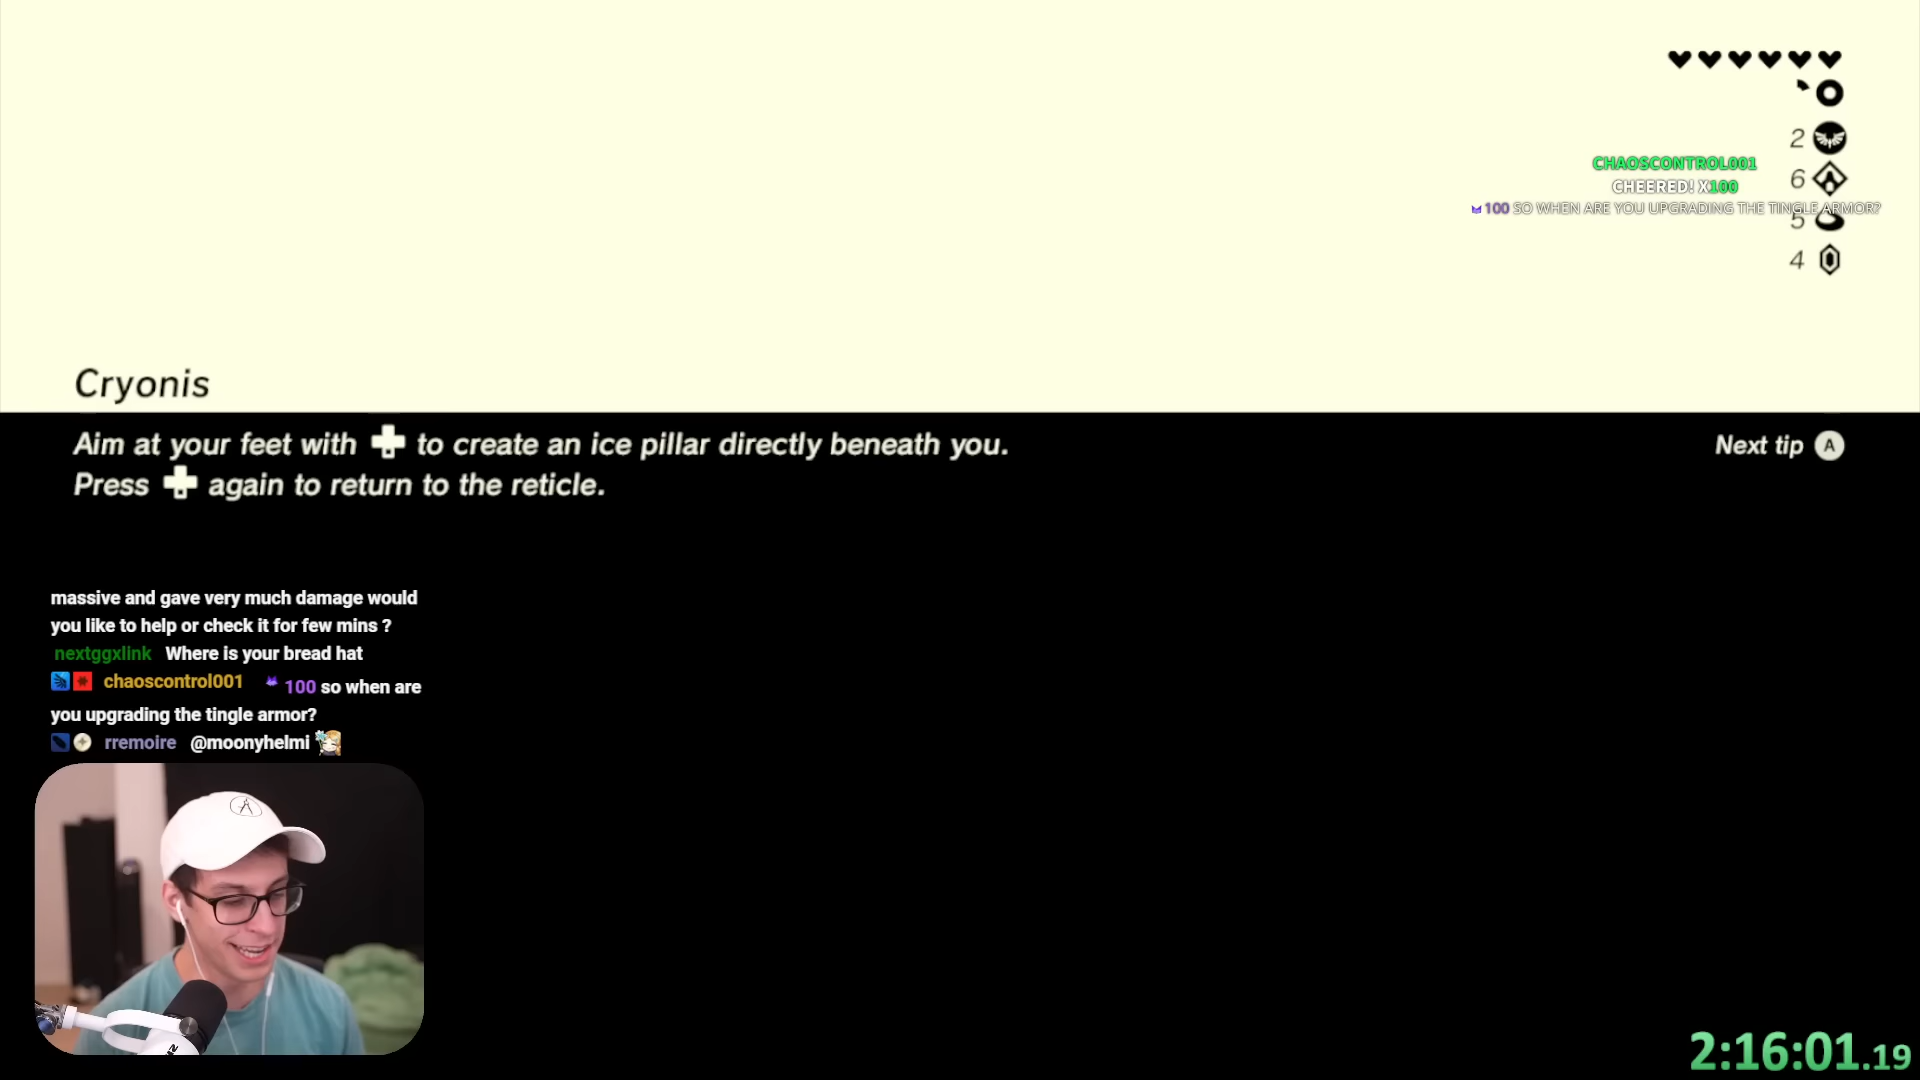 2
CHAOSCONTROL001
CHEERED! X100
6
100 SO WHEN ARE YOU UPGRADING THE TINGLE ARMOR?
5
4
Cryonis
Aim at your feet with to create an ice pillar directly beneath you.
Press again to return to the reticle.
Next tip A
massive and gave very much damage would
you like to help or check it for few mins ?
nextggxlink Where is your bread hat
chaoscontrol001 100 so when are
you upgrading the tingle armor?
rremoire @moonyhelmi
2:16:01.19